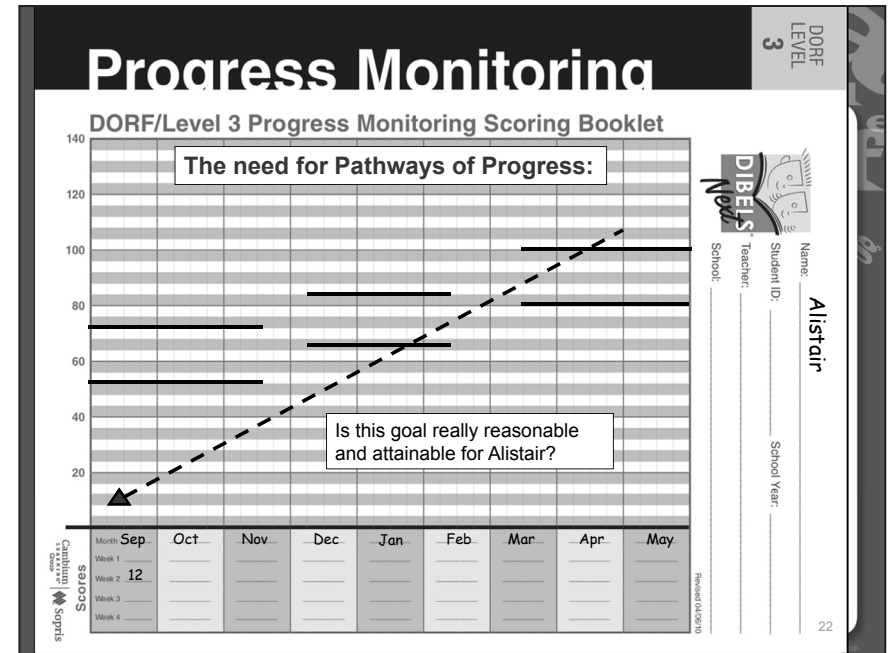 Progress Monitoring
DORF
LEVEL
3
DORF/Level 3 Progress Monitoring Scoring Booklet
The need for Pathways of Progress:
140
120
100
80
60
40
20
Is this goal really reasonable
and attainable for Alistair?
Month Sep Oct Nov Dec Jan Feb Mar Apr May
Week 1
Week 2 12
Week 3
Week 4
Scores
Cambium
LEARNING
Group
Sopris
DIBELS
Next
Name: Alistair
Student ID:
School Year:
Teacher:
School:
Revised 04/06/10
22